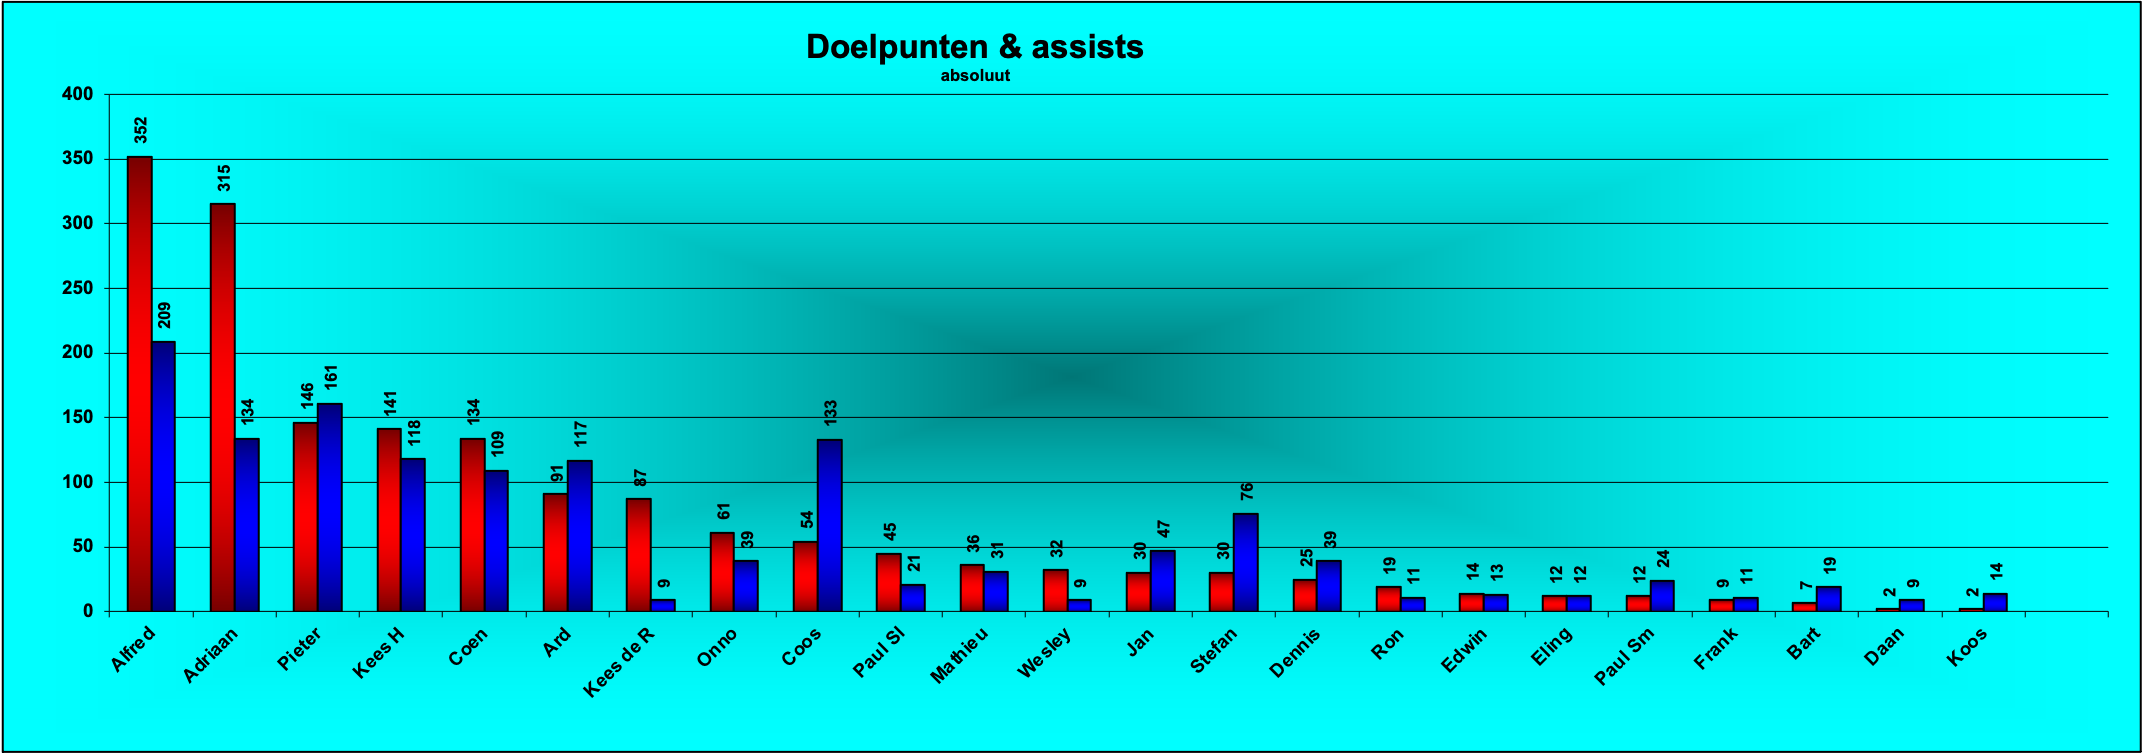 Doelpunten & assists
absoluut
400
350
300
250
200
150
100
50
0
352
209
315
134
146
161
141
118
134
109
91
117
87
9
61
39
54
133
45
21
36
31
32
9
30
47
30
76
25
39
19
11
14
13
12
12
12
24
9
11
7
19
2
9
2
14
Alfred
Adriaan
Pieter
Kees H
Coen
Ard
Kees de R
Onno
Coos
Paul Sl
Mathieu
Wesley
Jan
Stefan
Dennis
Ron
Edwin
Eling
Paul Sm
Frank
Bart
Daan
Koos